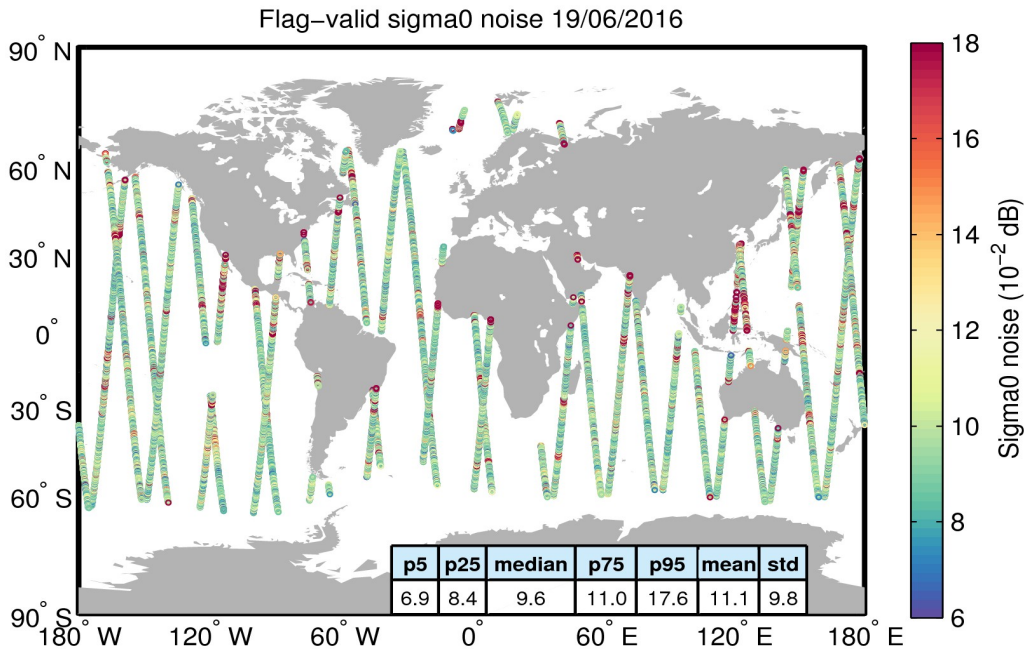 Flag−valid sigma0 noise 19/06/2016
90° N
60° N
30° N
0°
30° S
60° S
90° S
180° W 120° W 60° W 0° 60° E 120° E 180° E
p5 p25 median p75 p95 mean std
6.9 8.4 9.6 11.0 17.6 11.1 9.8
18
16
14
12
10
8
6
Sigma0 noise (10⁻² dB)